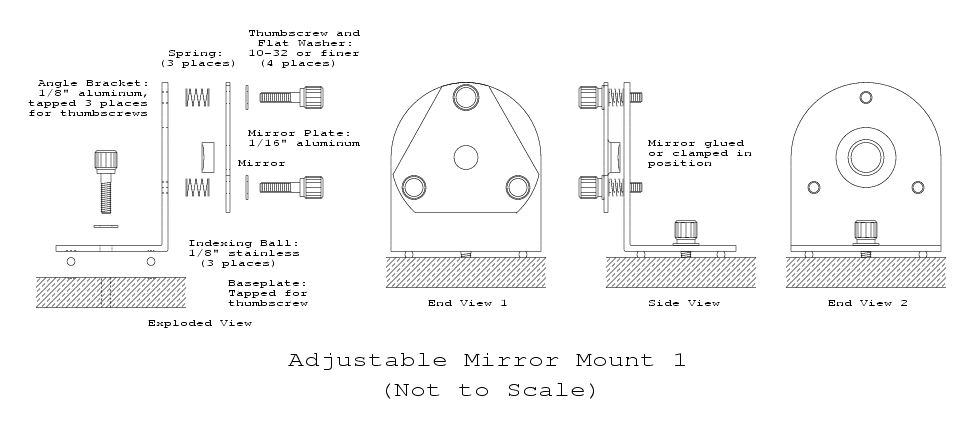 Thumbscrew and
Flat Washer:
10-32 or finer
(4 places)
Spring:
(3 places)
Angle Bracket:
1/8" aluminum,
tapped 3 places
for thumbscrews
Mirror Plate:
1/16" aluminum
Mirror
Mirror glued
or clamped in
position
Indexing Ball:
1/8" stainless
(3 places)
Baseplate:
Tapped for
thumbscrew
Exploded View
End View 1
Side View
End View 2
Adjustable Mirror Mount 1
(Not to Scale)